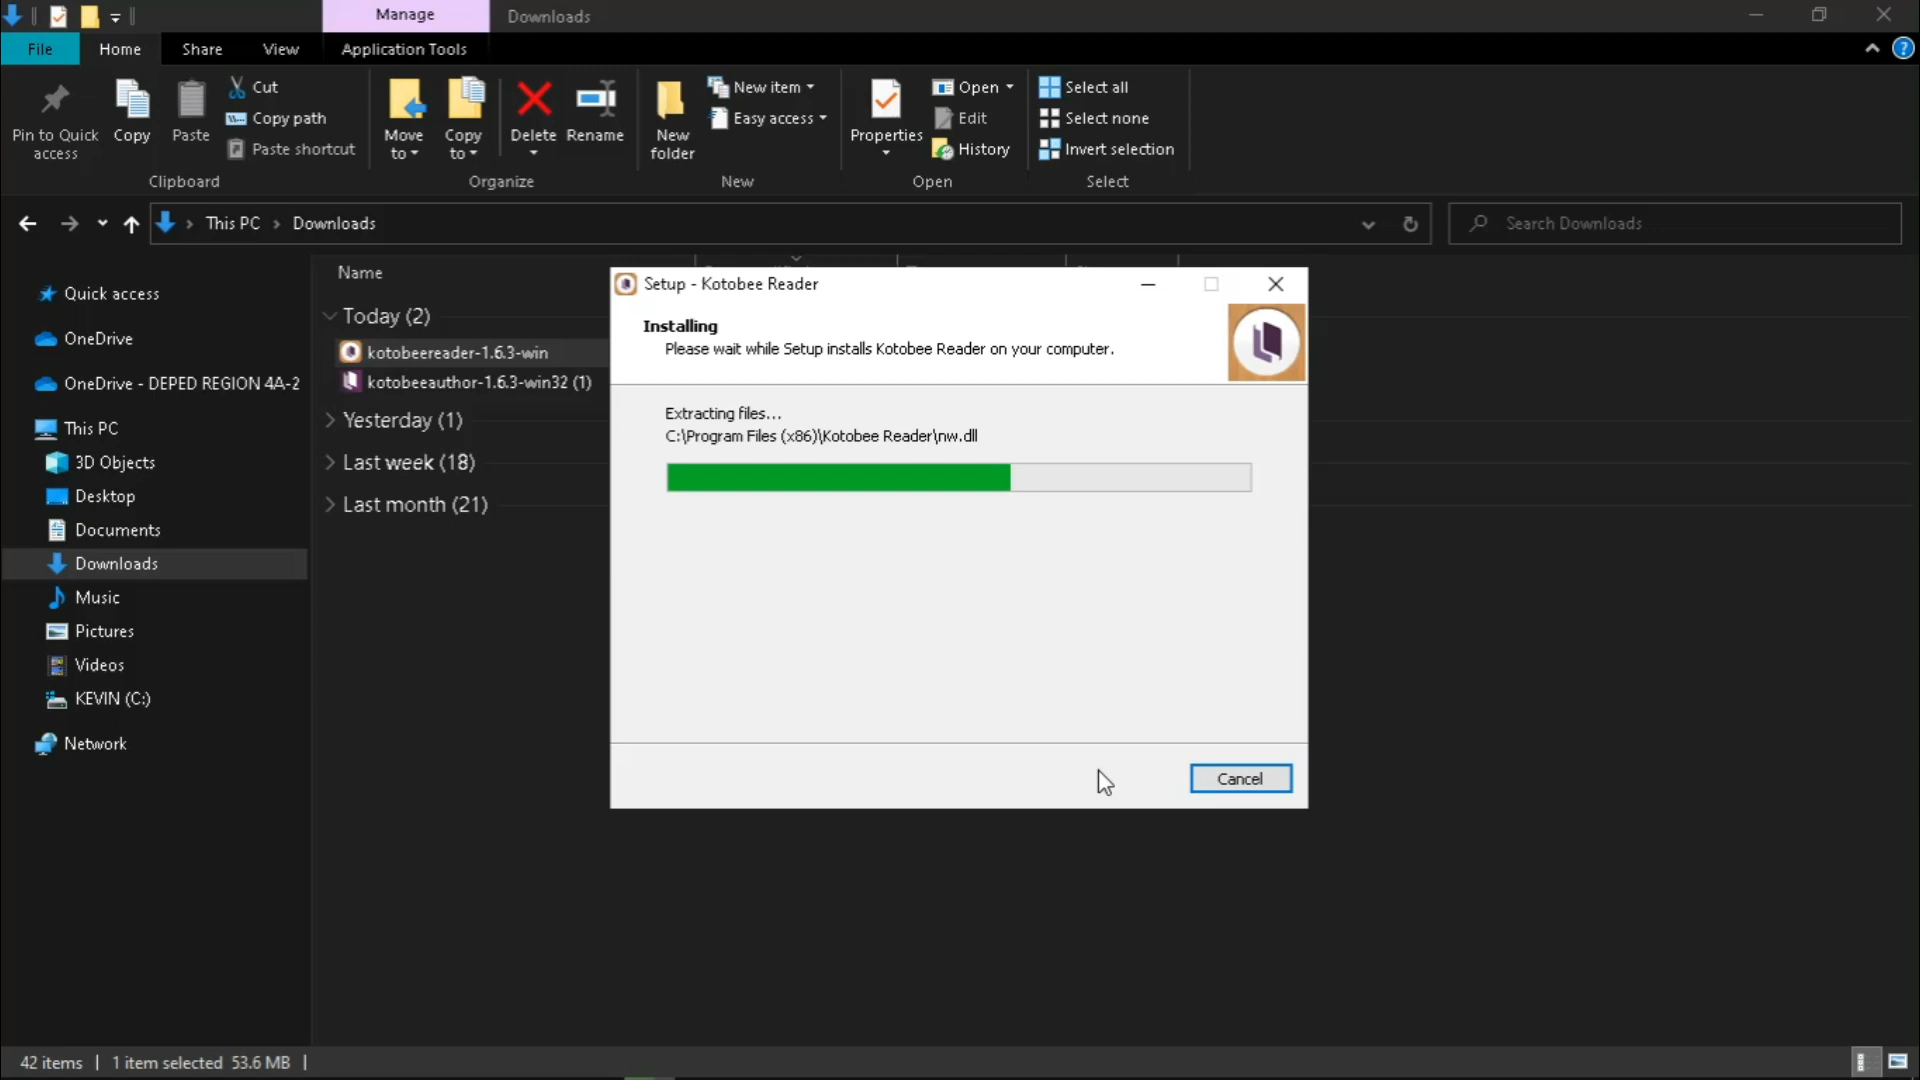 Manage
Downloads
File
Home
Share
View
Application Tools
Pin to Quick access
Copy
Paste
Cut
Copy path
Paste shortcut
Move to
Copy to
Delete
Rename
New folder
New item
Easy access
Properties
Open
Edit
History
Select all
Select none
Invert selection
Clipboard
Organize
New
Open
Select
This PC
Downloads
Search Downloads
Name
Quick access
OneDrive
OneDrive - DEPED REGION 4A-2
This PC
3D Objects
Desktop
Documents
Downloads
Music
Pictures
Videos
KEVIN (C:)
Network
Today (2)
kotobeereader-1.6.3-win
kotobeeauthor-1.6.3-win32 (1)
Yesterday (1)
Last week (18)
Last month (21)
Setup - Kotobee Reader
Installing
Please wait while Setup installs Kotobee Reader on your computer.
Extracting files...
C:\Program Files (x86)\Kotobee Reader\nw.dll
Cancel
42 items
1 item selected 53.6 MB